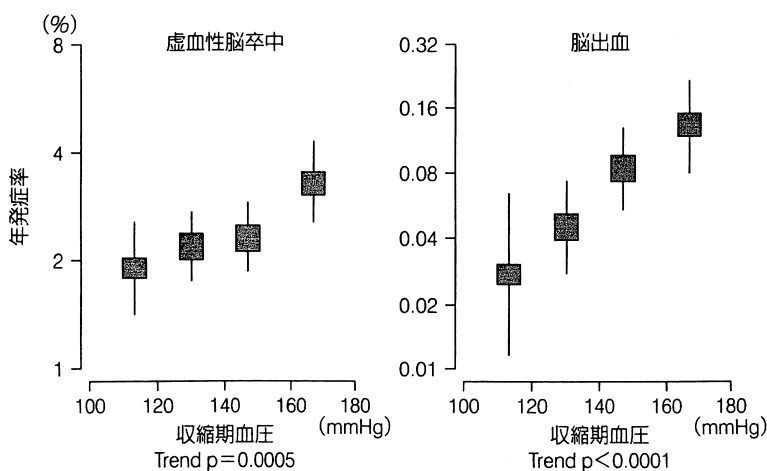 (%)
虚血性脳卒中
8
4
2
1
年発症率
100 120 140 160 180
収縮期血圧 (mmHg)
Trend p=0.0005
脳出血
0.32
0.16
0.08
0.04
0.02
0.01
100 120 140 160 180
収縮期血圧 (mmHg)
Trend p<0.0001